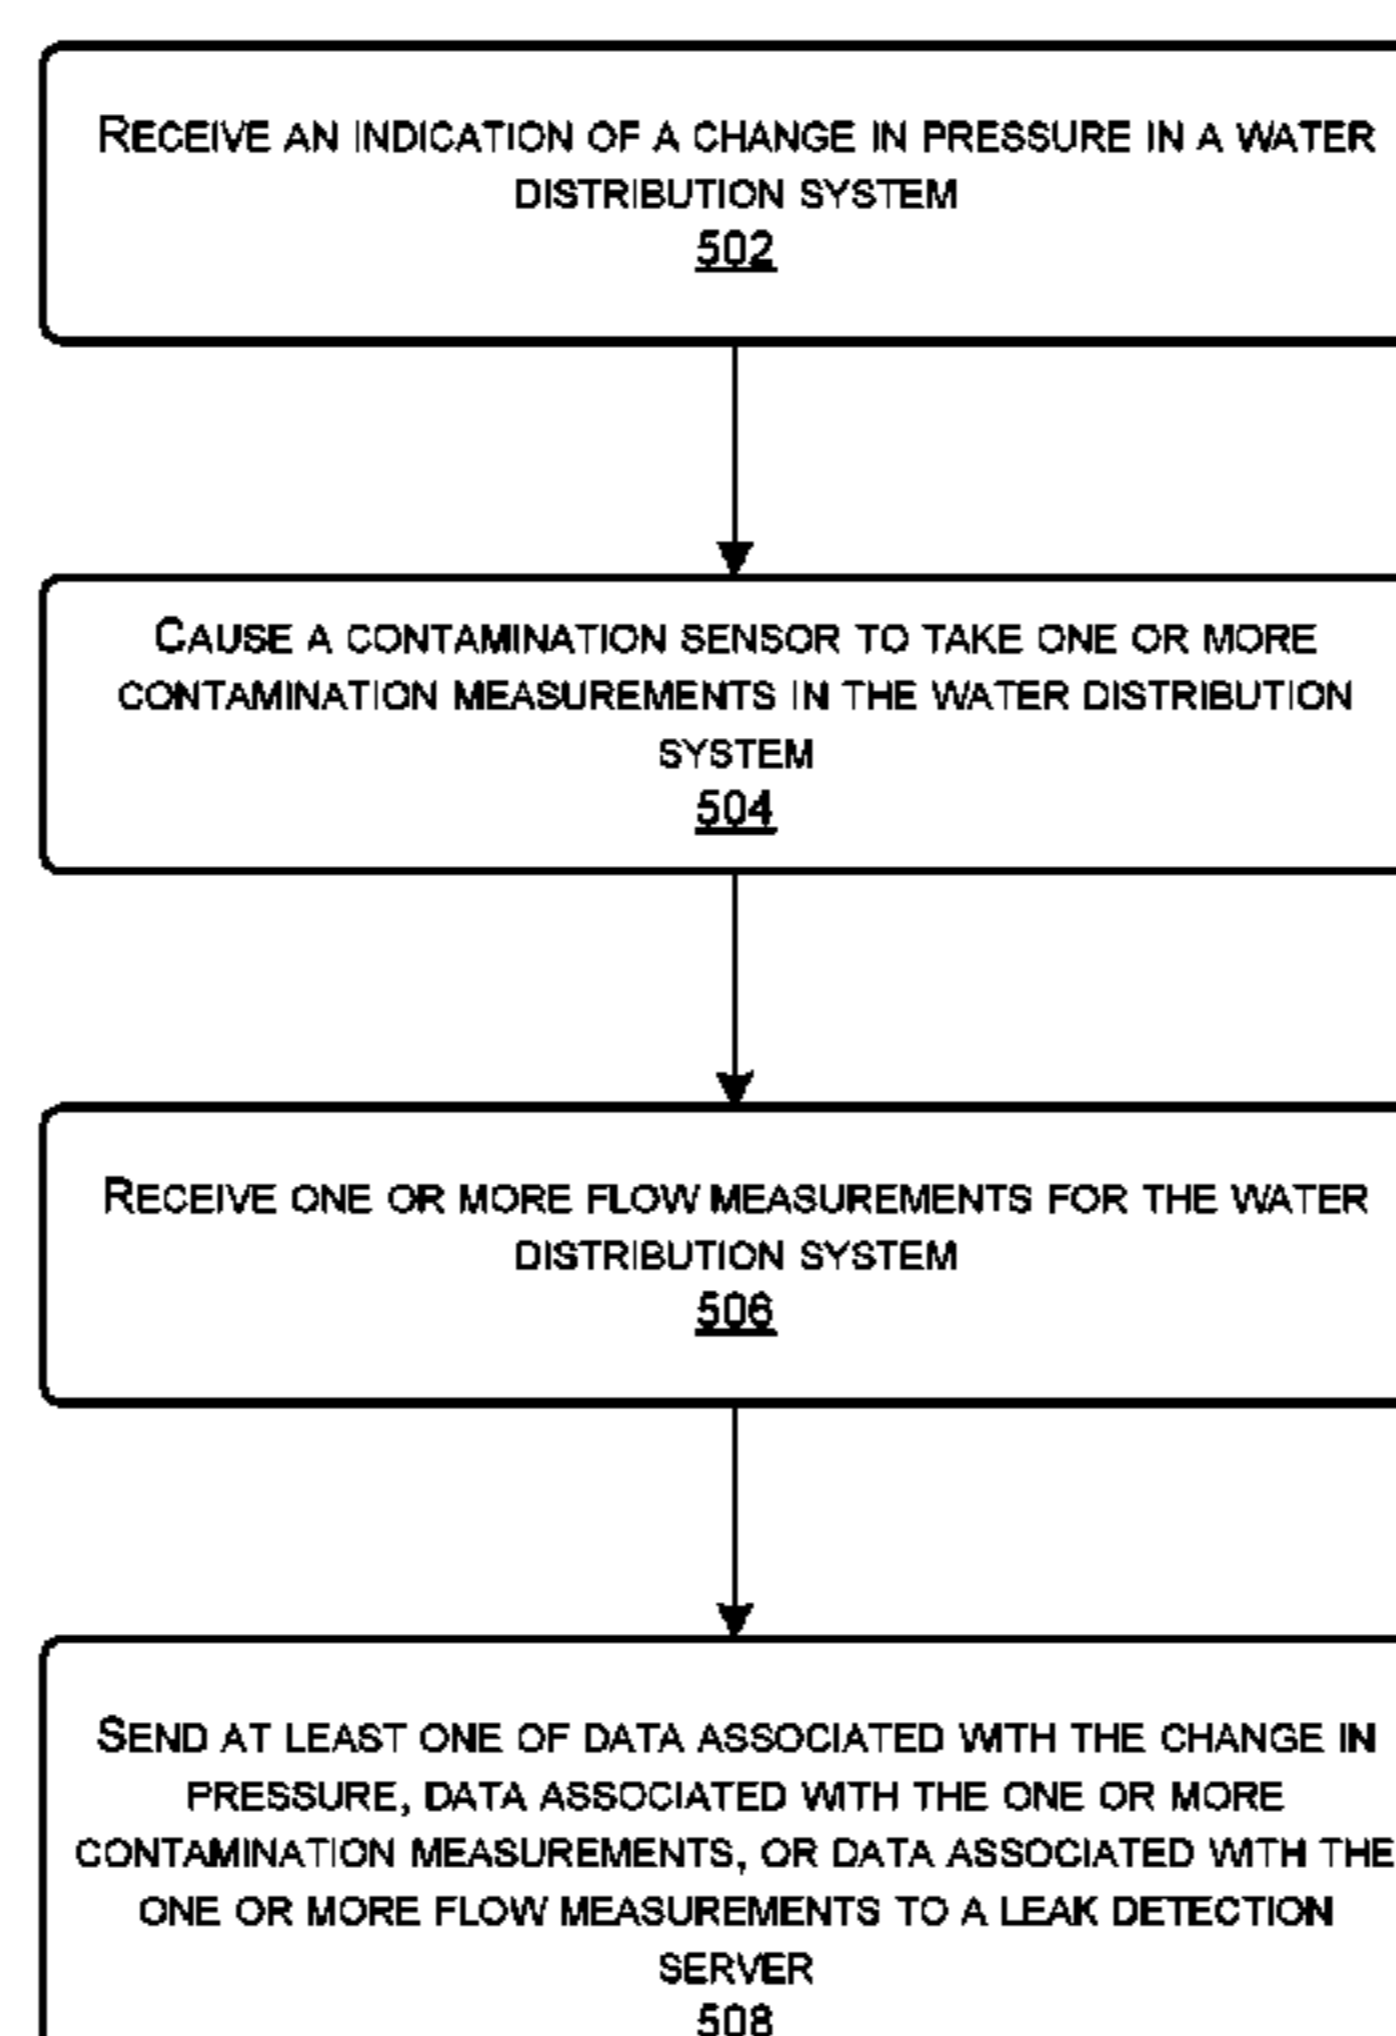 RECEIVE AN INDICATION OF A CHANGE IN PRESSURE IN A WATER
DISTRIBUTION SYSTEM
502
CAUSE A CONTAMINATION SENSOR TO TAKE ONE OR MORE
CONTAMINATION MEASUREMENTS IN THE WATER DISTRIBUTION
SYSTEM
504
RECEIVE ONE OR MORE FLOW MEASUREMENTS FOR THE WATER
DISTRIBUTION SYSTEM
506
SEND AT LEAST ONE OF DATA ASSOCIATED WITH THE CHANGE IN
PRESSURE, DATA ASSOCIATED WITH THE ONE OR MORE
CONTAMINATION MEASUREMENTS, OR DATA ASSOCIATED WITH THE
ONE OR MORE FLOW MEASUREMENTS TO A LEAK DETECTION
SERVER
508